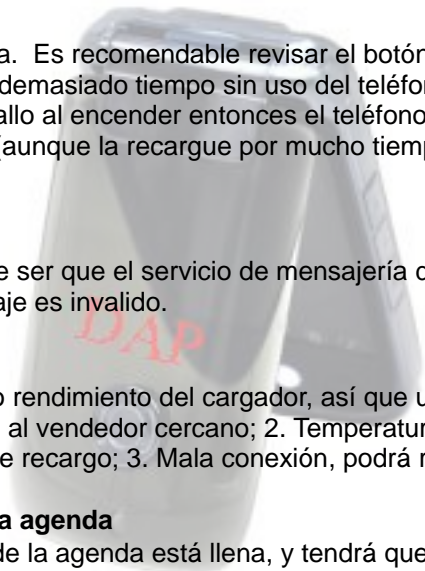 a. Es recomendable revisar el botón
demasiado tiempo sin uso del teléfon
allo al encender entonces el teléfono
(aunque la recargue por mucho tiemp
e ser que el servicio de mensajería d
aje es invalido.
DAP
o rendimiento del cargador, así que u
al vendedor cercano; 2. Temperatur
e recargo; 3. Mala conexión, podrá r
a agenda
de la agenda está llena, y tendrá que